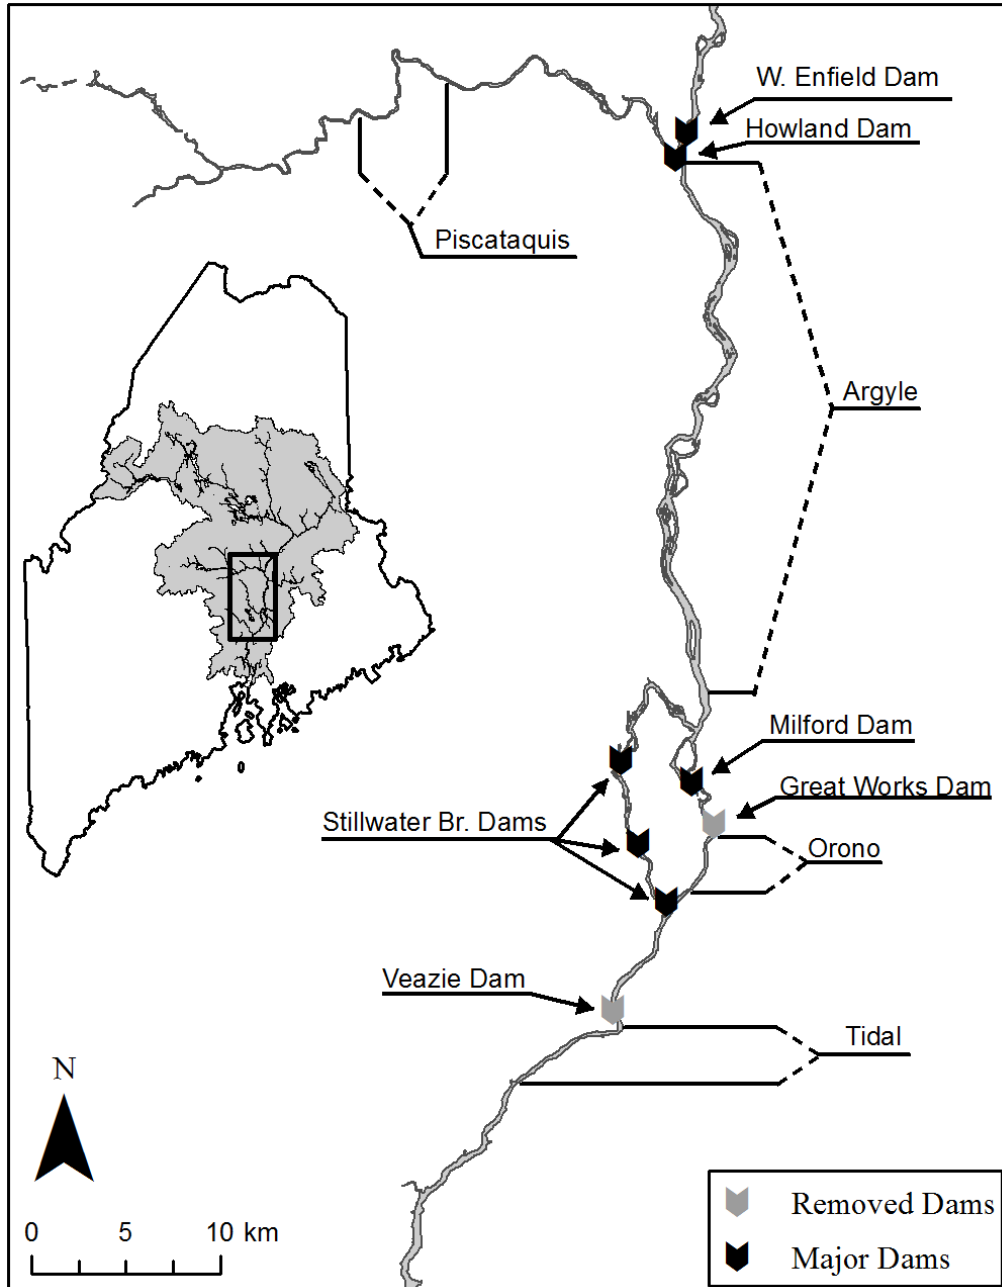 W. Enfield Dam
Howland Dam
Piscataquis
Argyle
Milford Dam
Great Works Dam
Stillwater Br. Dams
Orono
Veazie Dam
Tidal
N
0 5 10 km
Removed Dams
Major Dams